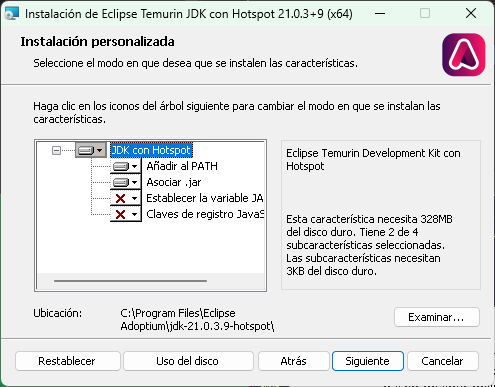 Instalación de Eclipse Temurin JDK con Hotspot 21.0.3+9 (x64)
Instalación personalizada
Seleccione el modo en que desea que se instalen las características.
Haga clic en los iconos del árbol siguiente para cambiar el modo en que se instalan las
características.
JDK con Hotspot
Añadir al PATH
Asociar .jar
Establecer la variable JA
Claves de registro JavaS
Eclipse Temurin Development Kit con
Hotspot
Esta característica necesita 328MB
del disco duro. Tiene 2 de 4
subcaracterísticas seleccionadas.
Las subcaracterísticas necesitan
3KB del disco duro.
Ubicación:
C:\Program Files\Eclipse
Adoptium\jdk-21.0.3.9-hotspot\
Examinar...
Restablecer
Uso del disco
Atrás
Siguiente
Cancelar